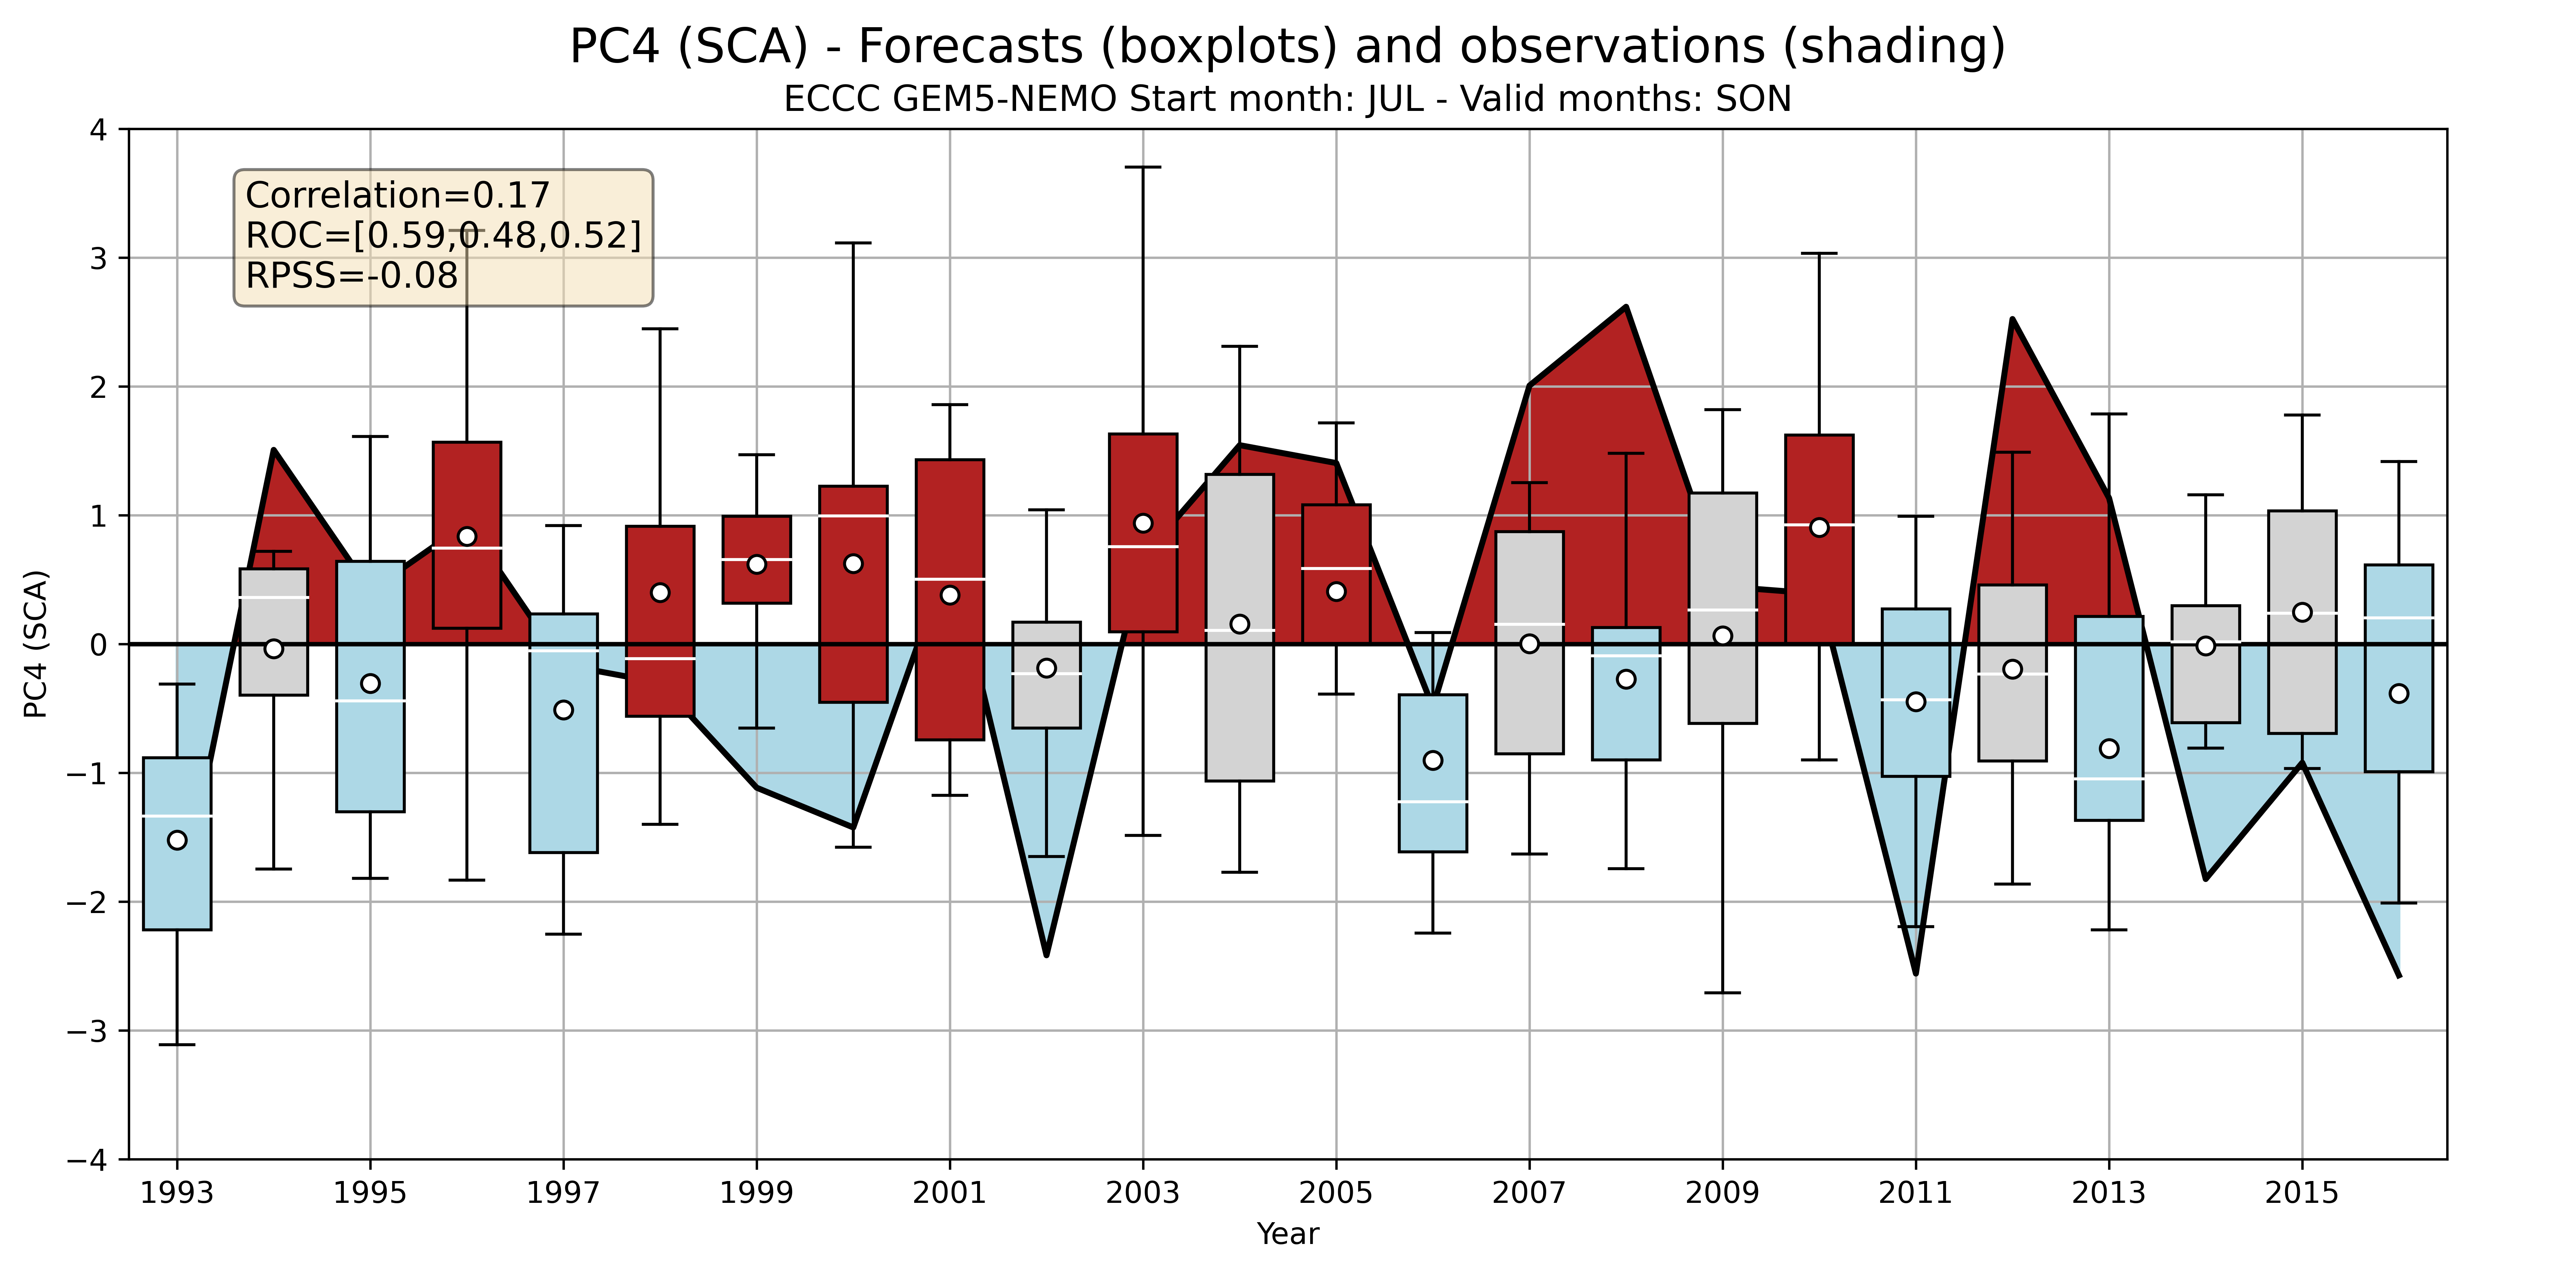 PC4 (SCA) - Forecasts (boxplots) and observations (shading)
ECCC GEM5-NEMO Start month: JUL - Valid months: SON
Correlation=0.17
ROC=[0.59,0.48,0.52]
RPSS=-0.08
4
3
2
1
0
−1
−2
−3
−4
PC4 (SCA)
1993 1995 1997 1999 2001 2003 2005 2007 2009 2011 2013 2015
Year